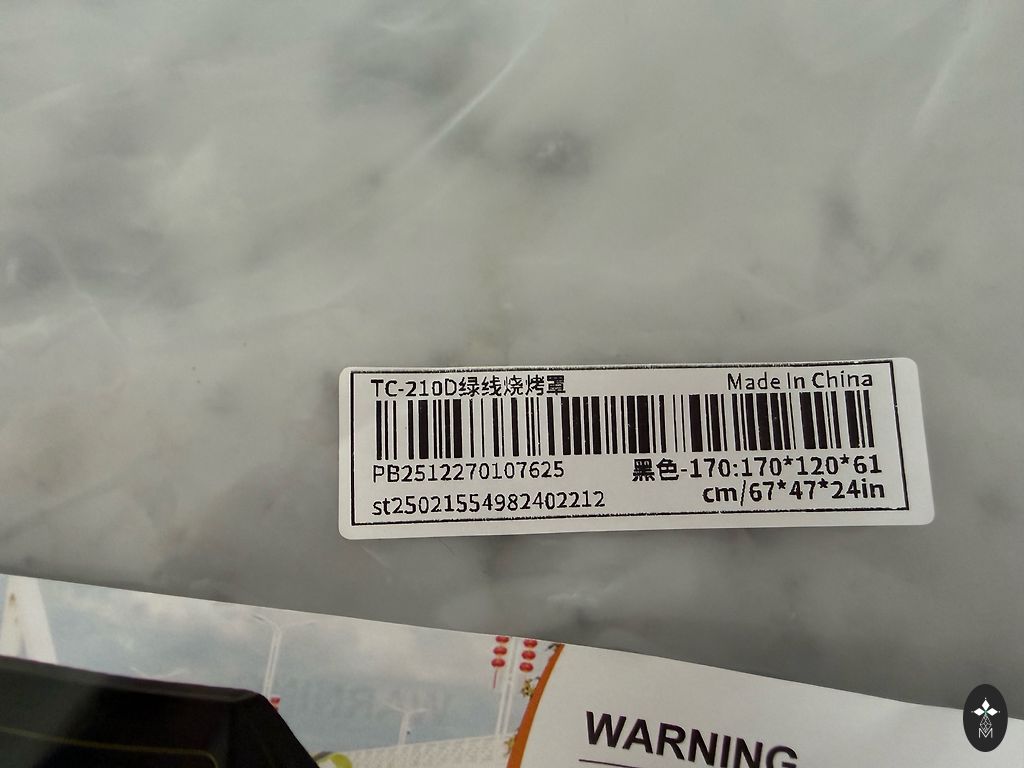 TC-210D绿线烧烤罩
Made In China
PB2512270107625
黑色-170:170*120*61
cm/67*47*24in
st25021554982402212
WARNING
M